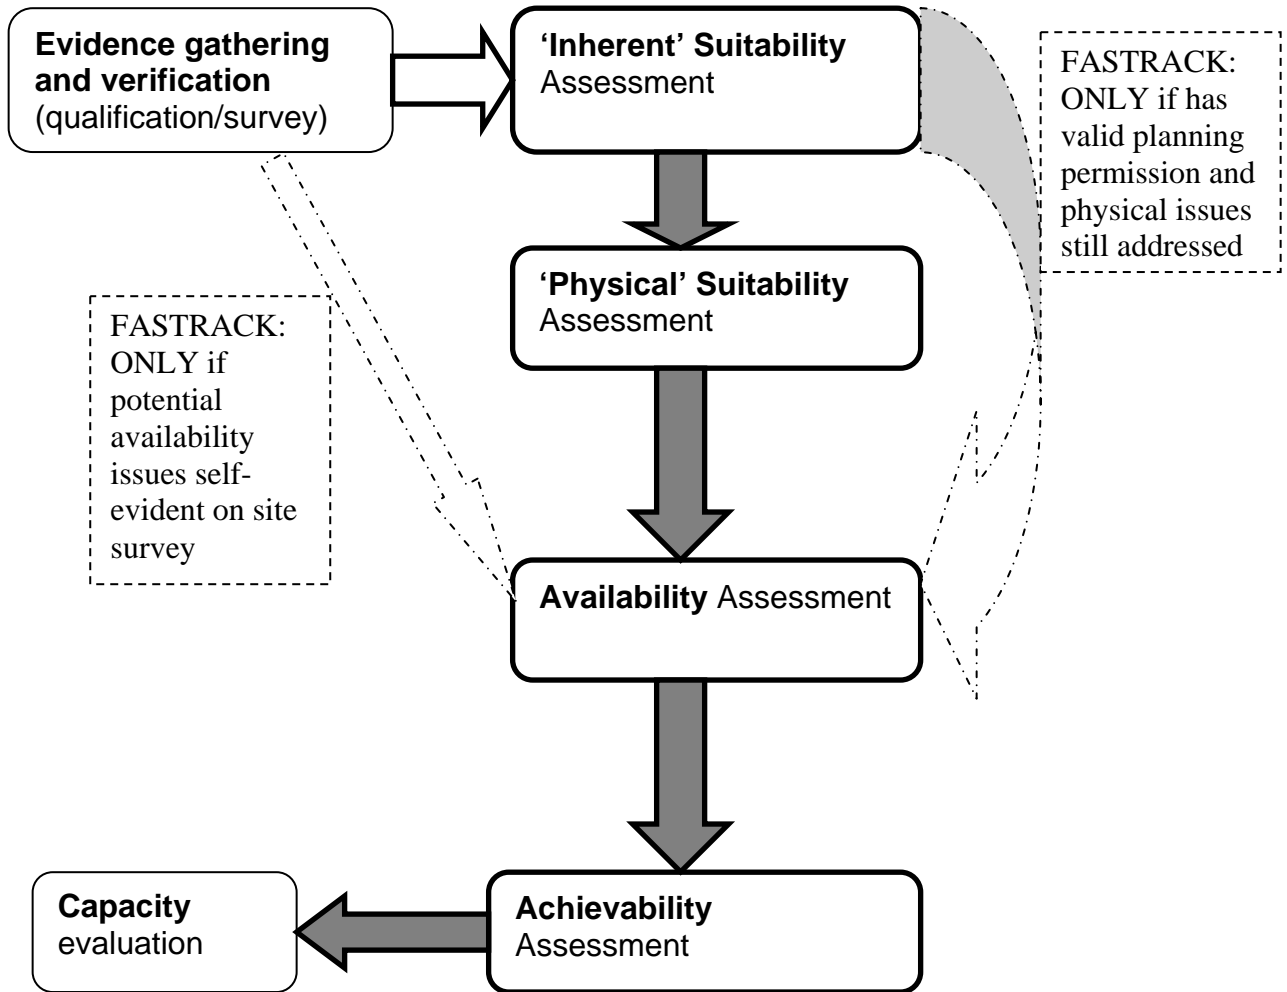 Evidence gathering
and verification
(qualification/survey)
‘Inherent’ Suitability
Assessment
FASTRACK:
ONLY if has
valid planning
permission and
physical issues
still addressed
‘Physical’ Suitability
Assessment
FASTRACK:
ONLY if
potential
availability
issues self-
evident on site
survey
Availability Assessment
Capacity
evaluation
Achievability
Assessment